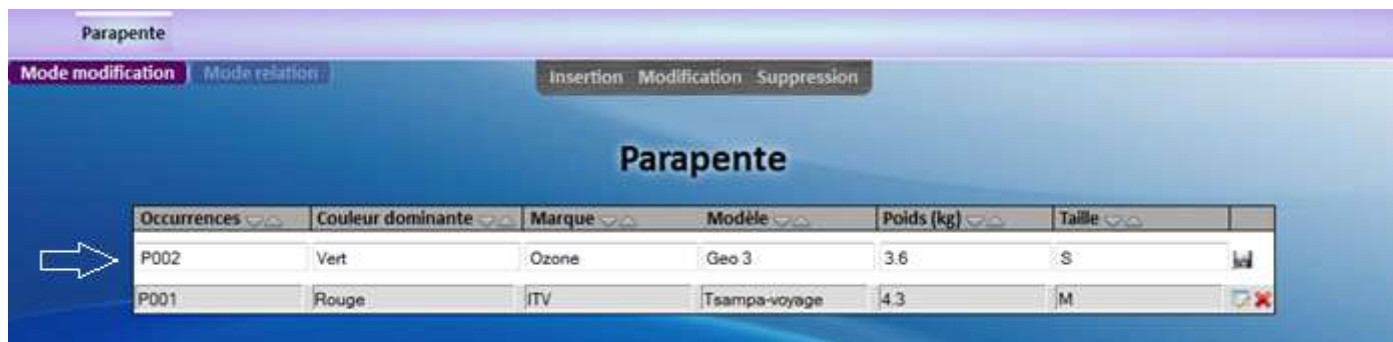 Parapente
Mode modification Mode relation Insertion Modification Suppression
Parapente
Occurrences Couleur dominante Marque Modèle Poids (kg) Taille
P002 Vert Ozone Geo 3 3.6 S
P001 Rouge ITV Tsampa-voyage 4.3 M